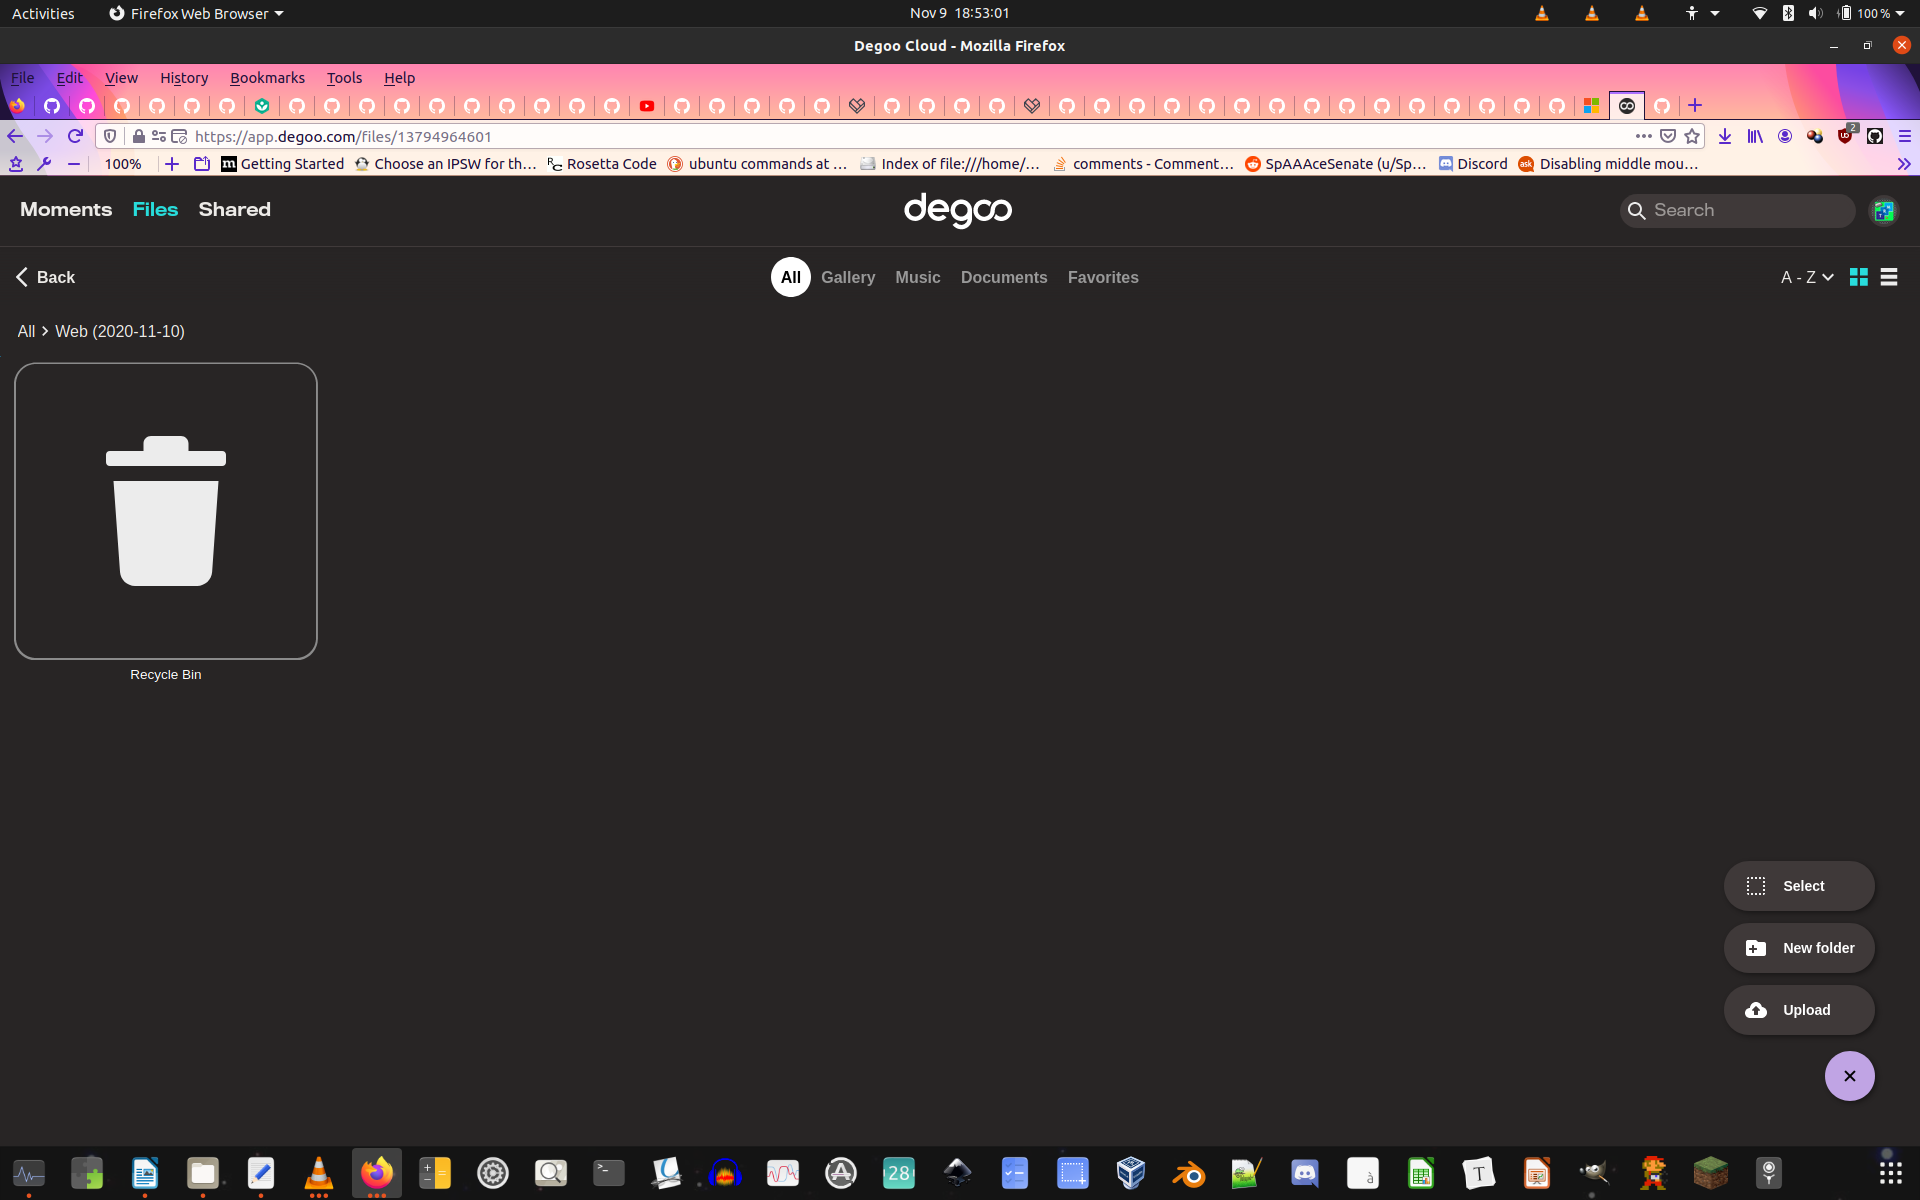 Activities Firefox Web Browser Nov 9 18:53:01 100 %
Degoo Cloud - Mozilla Firefox
File Edit View History Bookmarks Tools Help
https://app.degoo.com/files/13794964601 2
100% Getting Started Choose an IPSW for th… Rosetta Code ubuntu commands at … Index of file:///home/… comments - Comment… SpAAAceSenate (u/Sp… Discord Disabling middle mou…
Moments Files Shared degoo Search
Back All Gallery Music Documents Favorites A - Z
All > Web (2020-11-10)
Recycle Bin
Select
New folder
Upload
28